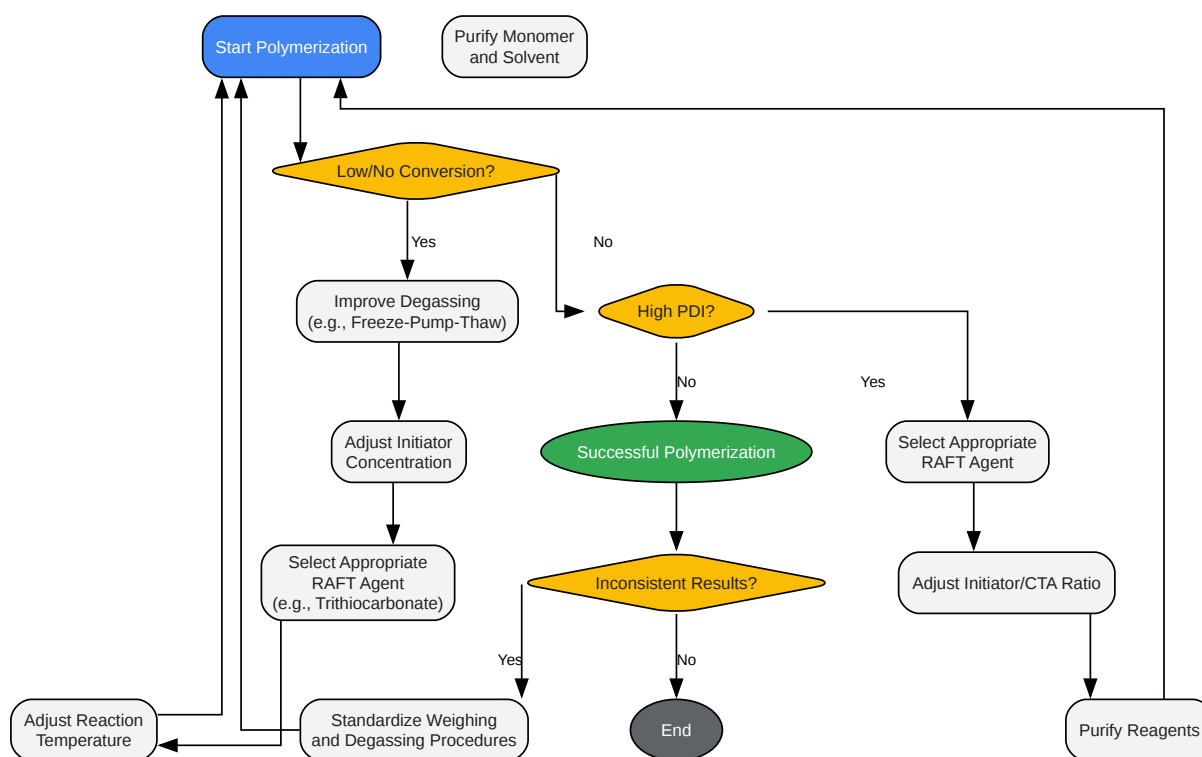 Start Polymerization
Purify Monomer
and Solvent
Low/No Conversion?
Yes
No
Improve Degassing
(e.g., Freeze-Pump-Thaw)
High PDI?
No
Yes
Adjust Initiator
Concentration
Successful Polymerization
Select Appropriate
RAFT Agent
Select Appropriate
RAFT Agent
(e.g., Trithiocarbonate)
Inconsistent Results?
Adjust Initiator/CTA Ratio
Yes
No
Adjust Reaction
Temperature
Standardize Weighing
and Degassing Procedures
End
Purify Reagents